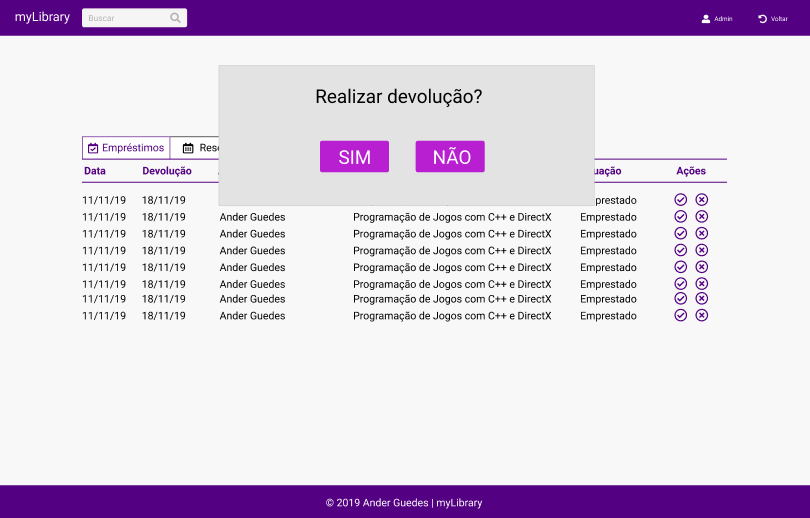 myLibrary Buscar Admin Voltar
Realizar devolução?
SIM NÃO
Empréstimos
Data Devolução Ações
11/11/19 18/11/19
11/11/19 18/11/19 Ander Guedes Programação de Jogos com C++ e DirectX Emprestado
11/11/19 18/11/19 Ander Guedes Programação de Jogos com C++ e DirectX Emprestado
11/11/19 18/11/19 Ander Guedes Programação de Jogos com C++ e DirectX Emprestado
11/11/19 18/11/19 Ander Guedes Programação de Jogos com C++ e DirectX Emprestado
11/11/19 18/11/19 Ander Guedes Programação de Jogos com C++ e DirectX Emprestado
11/11/19 18/11/19 Ander Guedes Programação de Jogos com C++ e DirectX Emprestado
11/11/19 18/11/19 Ander Guedes Programação de Jogos com C++ e DirectX Emprestado
© 2019 Ander Guedes | myLibrary